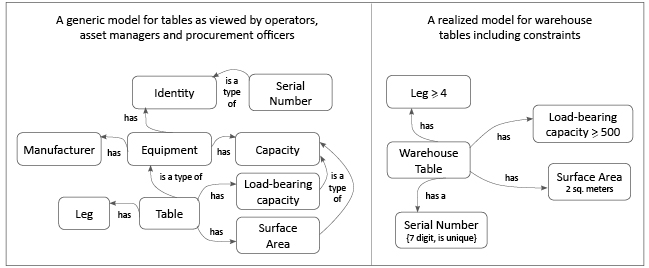 A generic model for tables as viewed by operators,
asset managers and procurement officers
Identity
is a
type
of
Serial
Number
has
Manufacturer
has
Equipment
has
Capacity
is a type of
is a
type
of
Load-bearing
capacity
has
Leg
has
Table
has
Surface
Area
A realized model for warehouse
tables including constraints
Leg ⩾ 4
has
Load-bearing
capacity ⩾ 500
has
Warehouse
Table
has
Surface Area
2 sq. meters
has a
Serial Number
{7 digit, is unique}